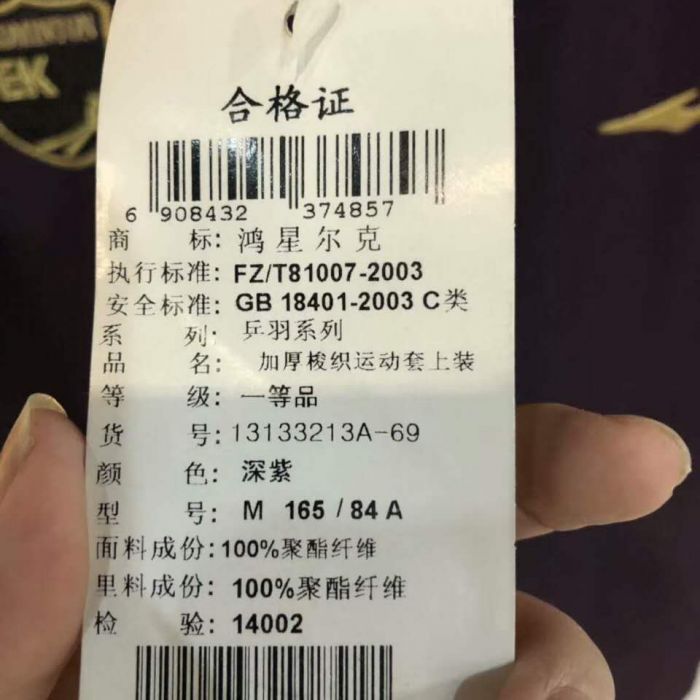 BADMINTON
EK
合格证
6 908432 374857
商 标: 鸿星尔克
执行标准: FZ/T81007-2003
安全标准: GB 18401-2003 C类
系 列: 乒羽系列
品 名: 加厚梭织运动套上装
等 级: 一等品
货 号: 13133213A-69
颜 色: 深紫
型 号: M 165 / 84 A
面料成份: 100%聚酯纤维
里料成份: 100%聚酯纤维
检 验: 14002